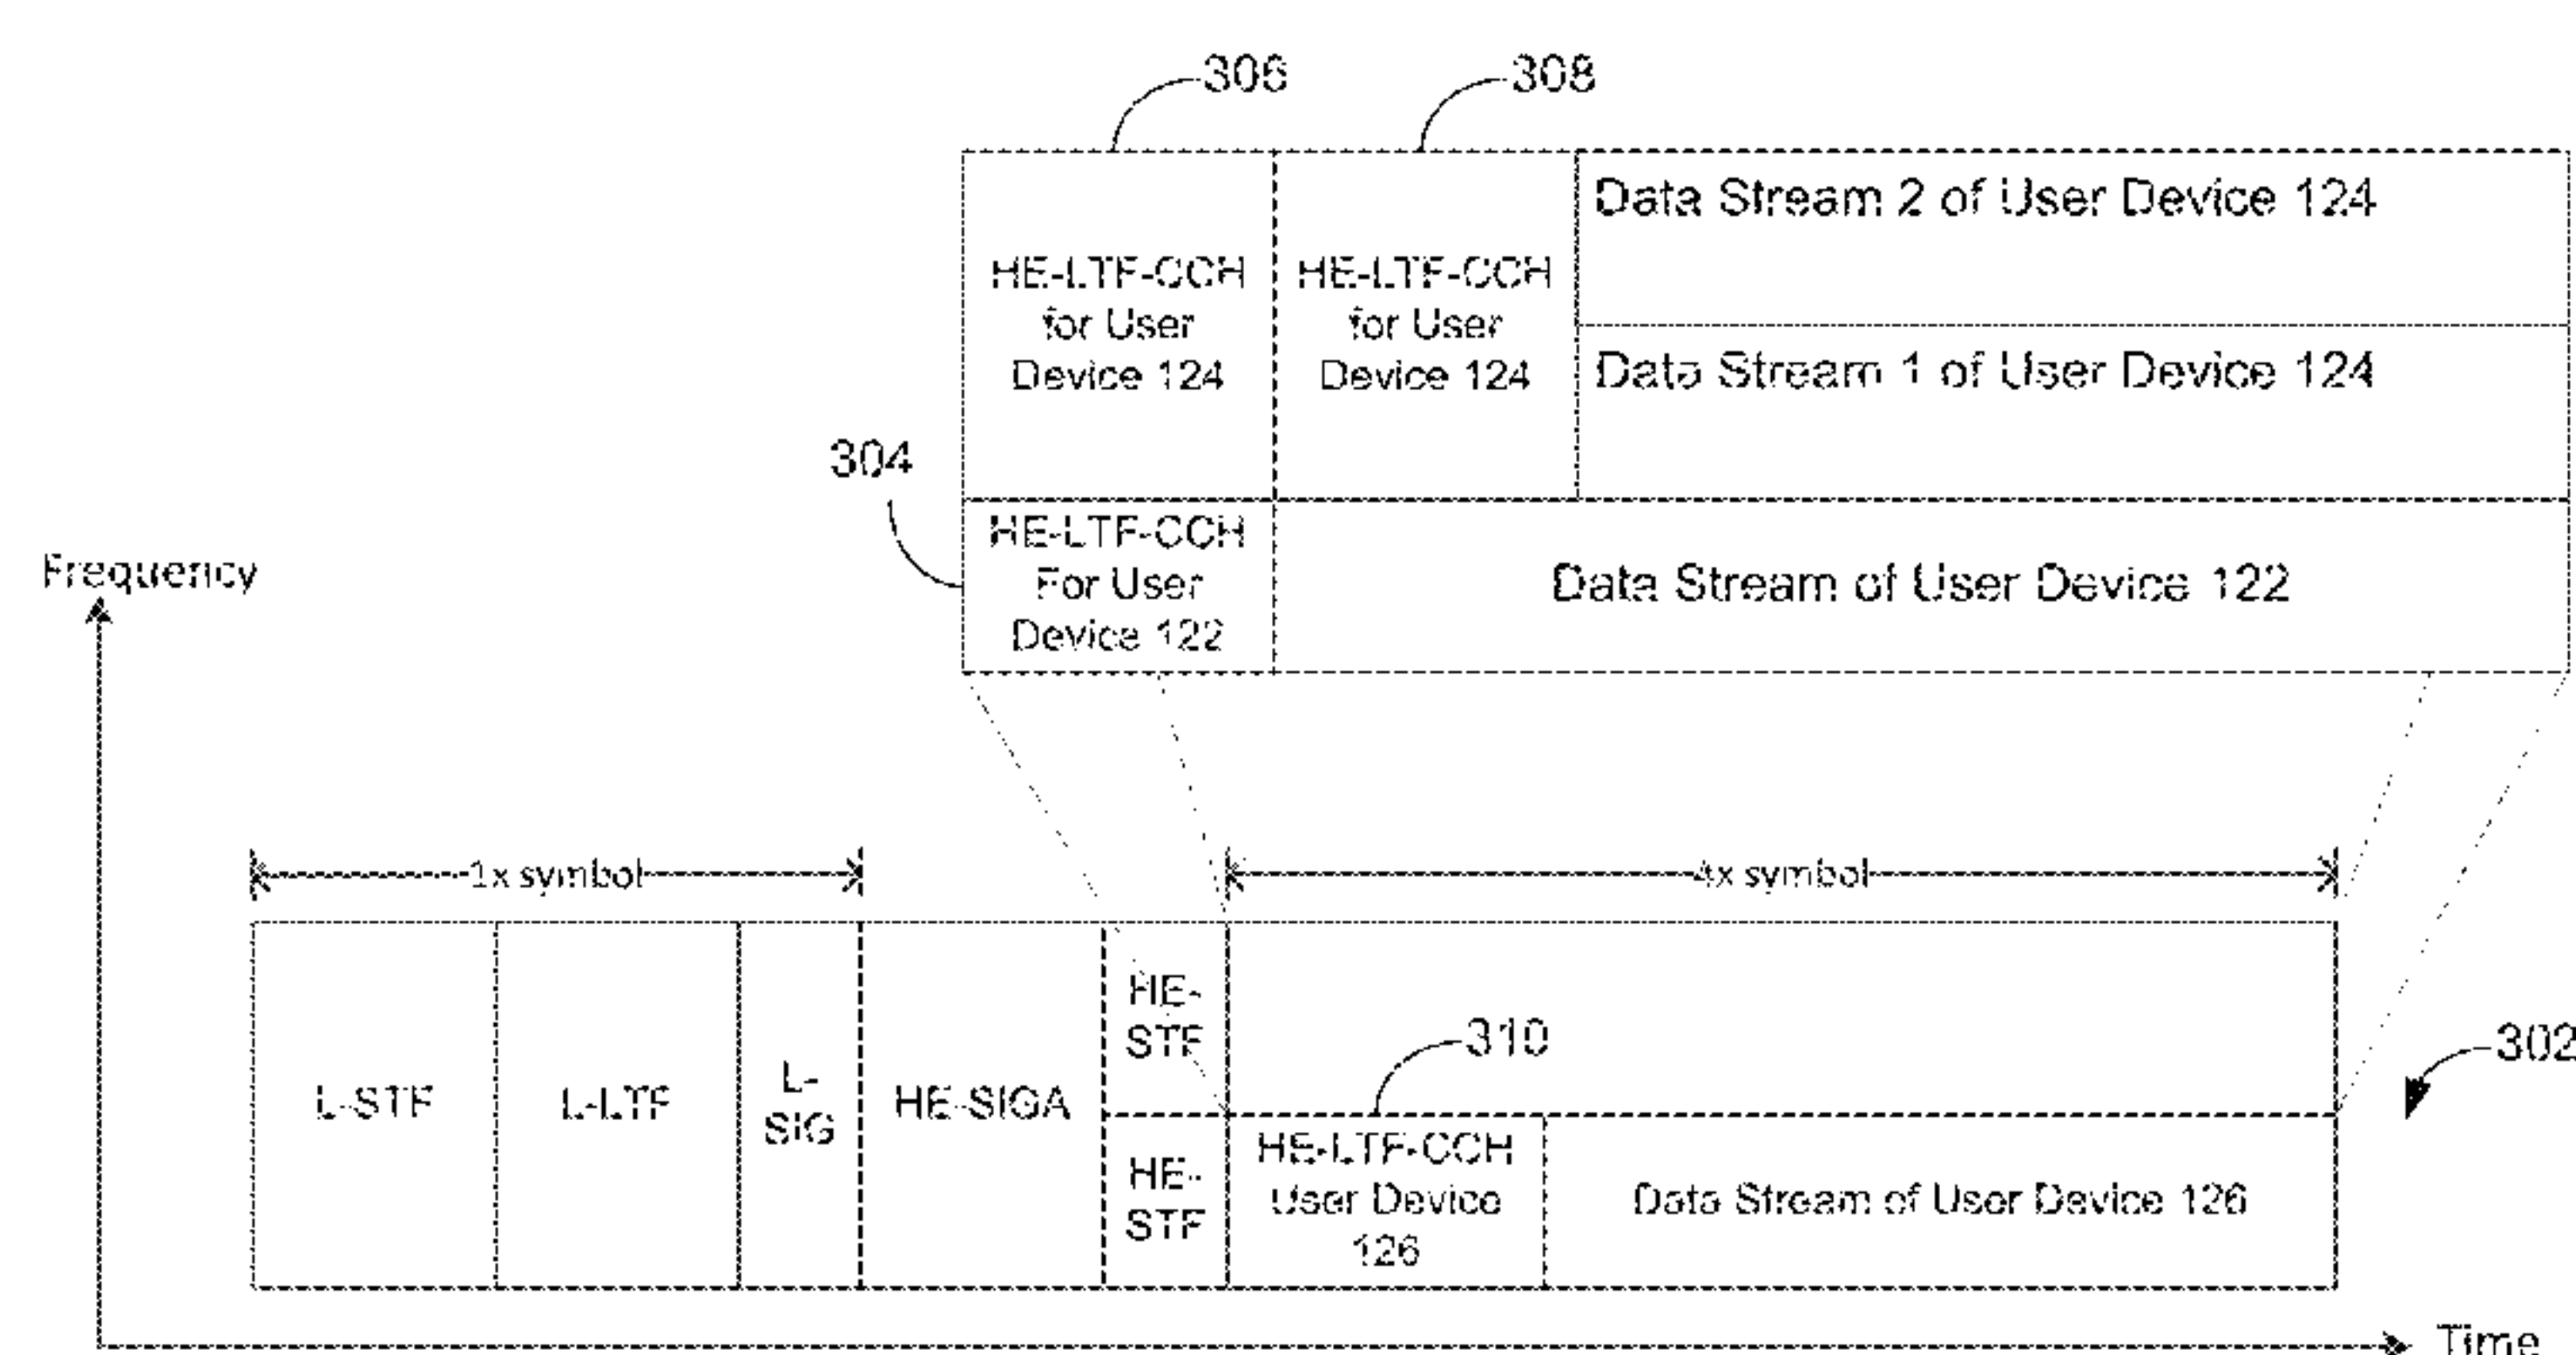 306
308
Data Stream 2 of User Device 124
HE-LTF-CCH
for User
Device 124
HE-LTF-CCH
for User
Device 124
Data Stream 1 of User Device 124
304
HE-LTF-CCH
For User
Device 122
Data Stream of User Device 122
Frequency
1x symbol
4x symbol
L-STF
L-LTF
L-
SIG
HE-SIGA
HE-
STF
HE-
STF
310
302
HE-LTF-CCH
User Device
126
Data Stream of User Device 126
Time